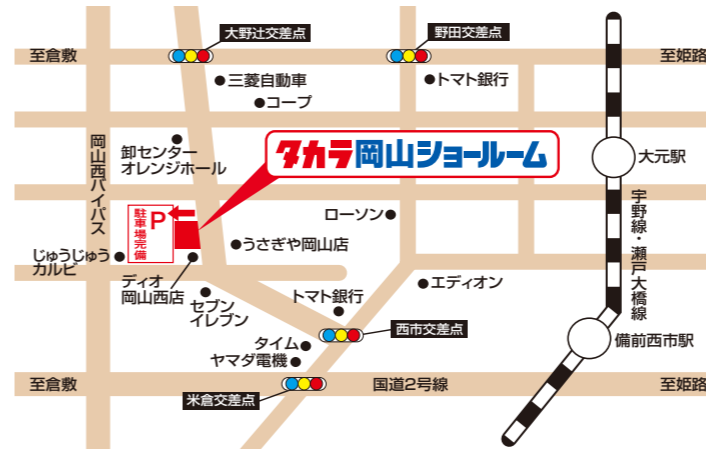 大野辻交差点
野田交差点
至倉敷
至姫路
三菱自動車
トマト銀行
コープ
岡山西バイパス
卸センター
オレンジホール
タカラ岡山ショールーム
大元駅
P
駐車場完備
ローソン
宇野線・瀬戸大橋線
うさぎや岡山店
じゅうじゅう
カルビ
ディオ
岡山西店
セブン
イレブン
トマト銀行
エディオン
西市交差点
備前西市駅
タイム
ヤマダ電機
至倉敷
国道2号線
至姫路
米倉交差点